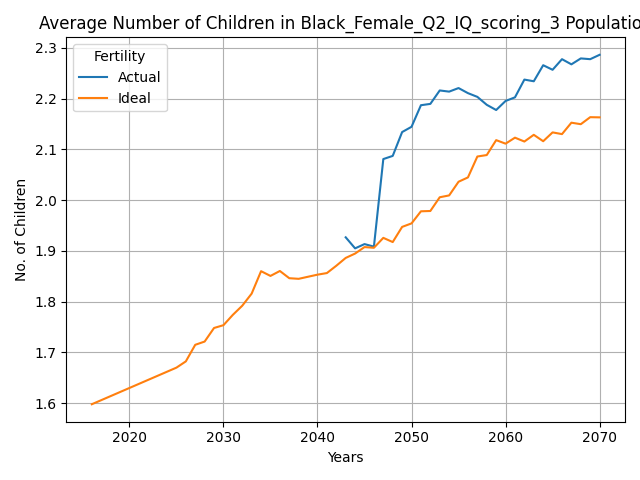 Average Number of Children in Black_Female_Q2_IQ_scoring_3 Populatio
Fertility
Actual
Ideal
2.3
2.2
2.1
2.0
1.9
1.8
1.7
1.6
No. of Children
2020 2030 2040 2050 2060 2070
Years